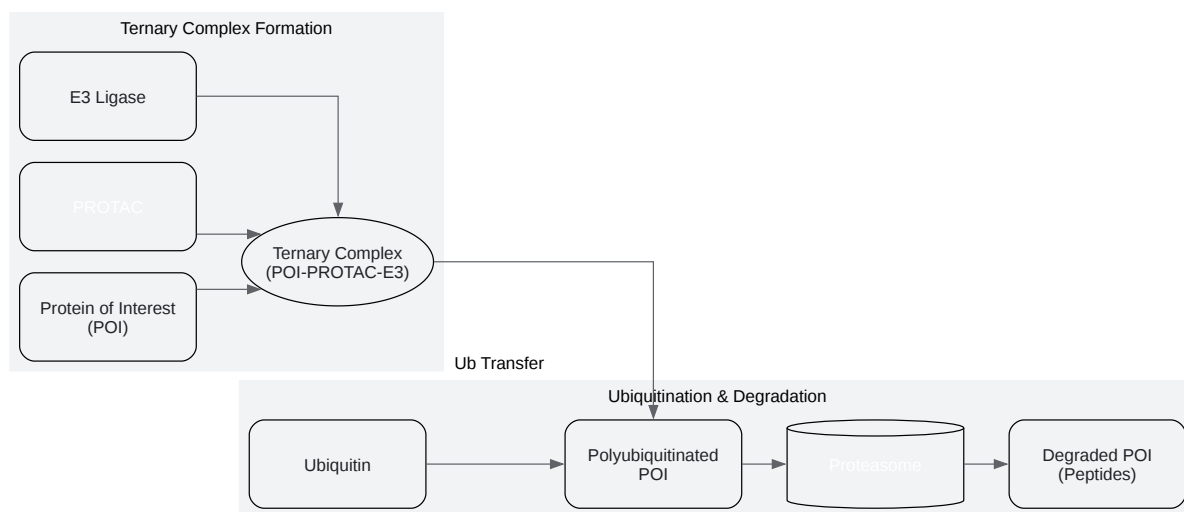 Ternary Complex Formation
E3 Ligase
PROTAC
Ternary Complex
(POI-PROTAC-E3)
Protein of Interest
(POI)
Ub Transfer
Ubiquitination & Degradation
Ubiquitin
Polyubiquitinated
POI
Proteasome
Degraded POI
(Peptides)